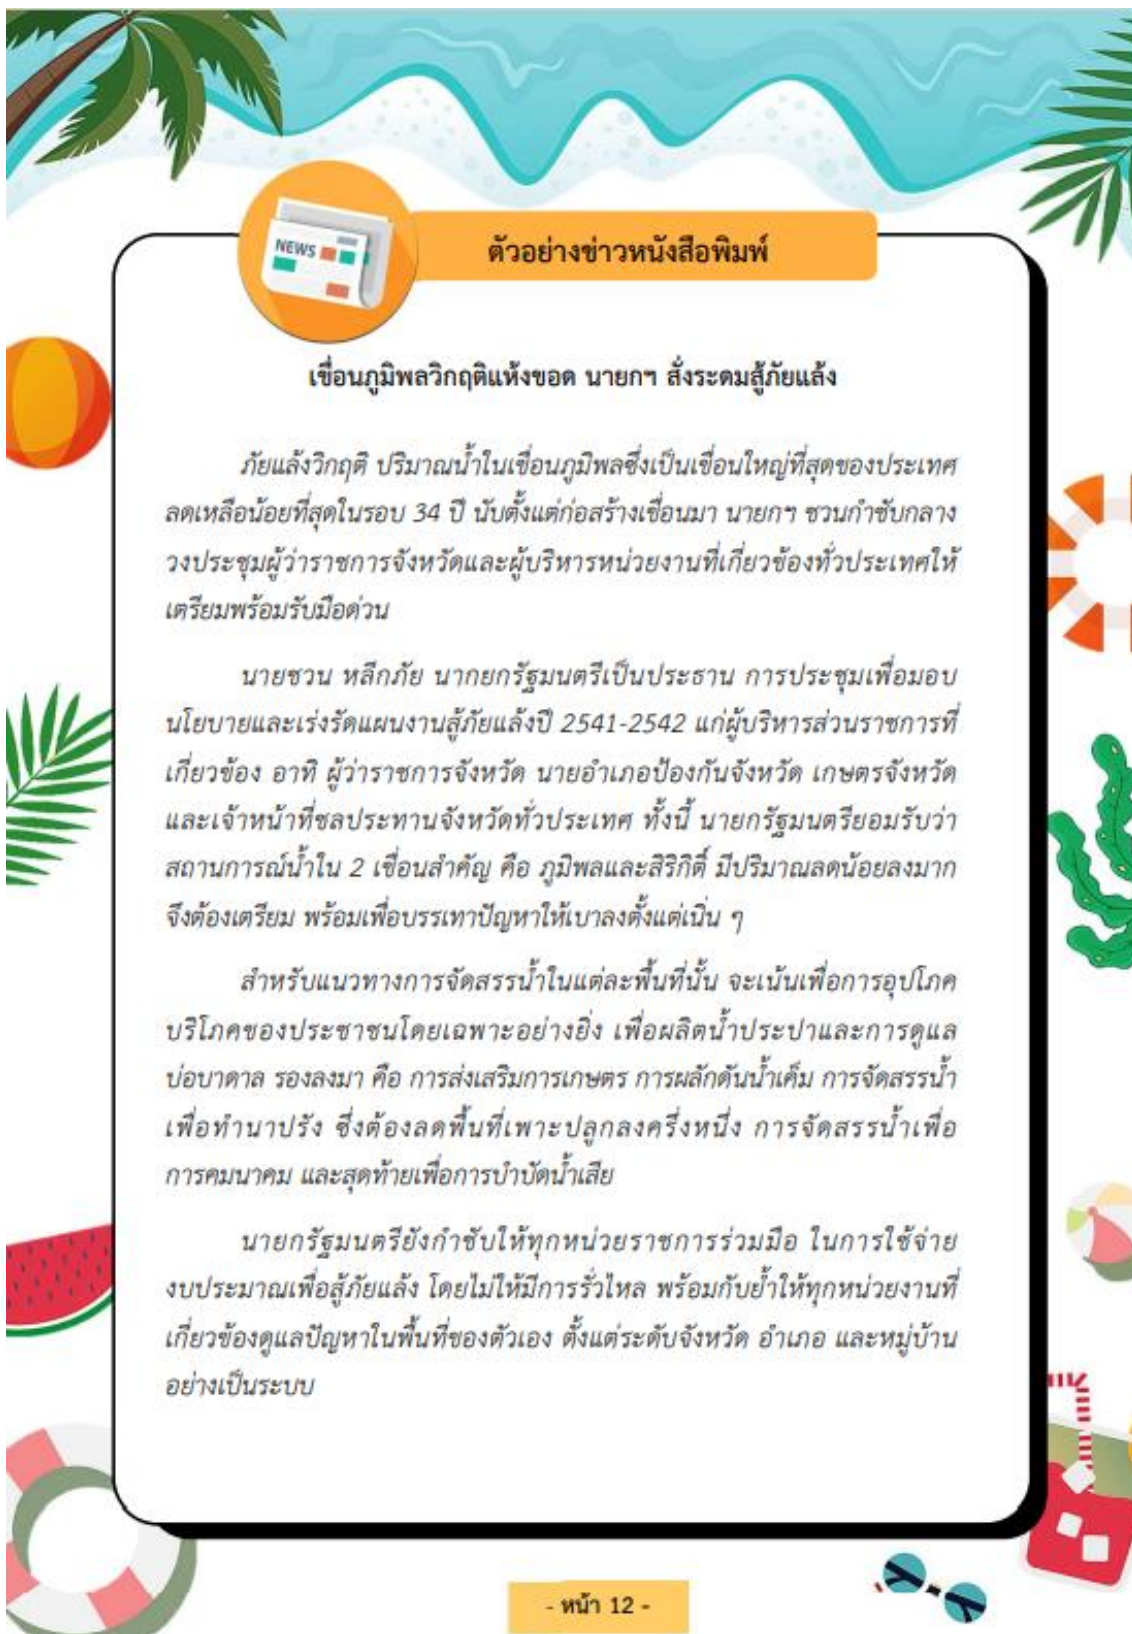 NEWS
ตัวอย่างข่าวหนังสือพิมพ์
เขื่อนภูมิพลวิกฤติแห้งขอด นายกฯ สั่งระดมสู้ภัยแล้ง
ภัยแล้งวิกฤติ ปริมาณน้ำในเขื่อนภูมิพลซึ่งเป็นเขื่อนใหญ่ที่สุดของประเทศ
ลดเหลือน้อยที่สุดในรอบ 34 ปี นับตั้งแต่ก่อสร้างเขื่อนมา นายกฯ ชวนกำชับกลาง
วงประชุมผู้ว่าราชการจังหวัดและผู้บริหารหน่วยงานที่เกี่ยวข้องทั่วประเทศให้
เตรียมพร้อมรับมือด่วน
นายชวน หลีกภัย นากยกรัฐมนตรีเป็นประธาน การประชุมเพื่อมอบ
นโยบายและเร่งรัดแผนงานสู้ภัยแล้งปี 2541-2542 แก่ผู้บริหารส่วนราชการที่
เกี่ยวข้อง อาทิ ผู้ว่าราชการจังหวัด นายอำเภอป้องกันจังหวัด เกษตรจังหวัด
และเจ้าหน้าที่ชลประทานจังหวัดทั่วประเทศ ทั้งนี้ นายกรัฐมนตรียอมรับว่า
สถานการณ์น้ำใน 2 เขื่อนสำคัญ คือ ภูมิพลและสิริกิติ์ มีปริมาณลดน้อยลงมาก
จึงต้องเตรียม พร้อมเพื่อบรรเทาปัญหาให้เบาลงตั้งแต่เนิ่น ๆ
สำหรับแนวทางการจัดสรรน้ำในแต่ละพื้นที่นั้น จะเน้นเพื่อการอุปโภค
บริโภคของประชาชนโดยเฉพาะอย่างยิ่ง เพื่อผลิตน้ำประปาและการดูแล
บ่อบาดาล รองลงมา คือ การส่งเสริมการเกษตร การผลักดันน้ำเค็ม การจัดสรรน้ำ
เพื่อทำนาปรัง ซึ่งต้องลดพื้นที่เพาะปลูกลงครึ่งหนึ่ง การจัดสรรน้ำเพื่อ
การคมนาคม และสุดท้ายเพื่อการบำบัดน้ำเสีย
นายกรัฐมนตรียังกำชับให้ทุกหน่วยราชการร่วมมือ ในการใช้จ่าย
งบประมาณเพื่อสู้ภัยแล้ง โดยไม่ให้มีการรั่วไหล พร้อมกับย้ำให้ทุกหน่วยงานที่
เกี่ยวข้องดูแลปัญหาในพื้นที่ของตัวเอง ตั้งแต่ระดับจังหวัด อำเภอ และหมู่บ้าน
อย่างเป็นระบบ
- หน้า 12 -